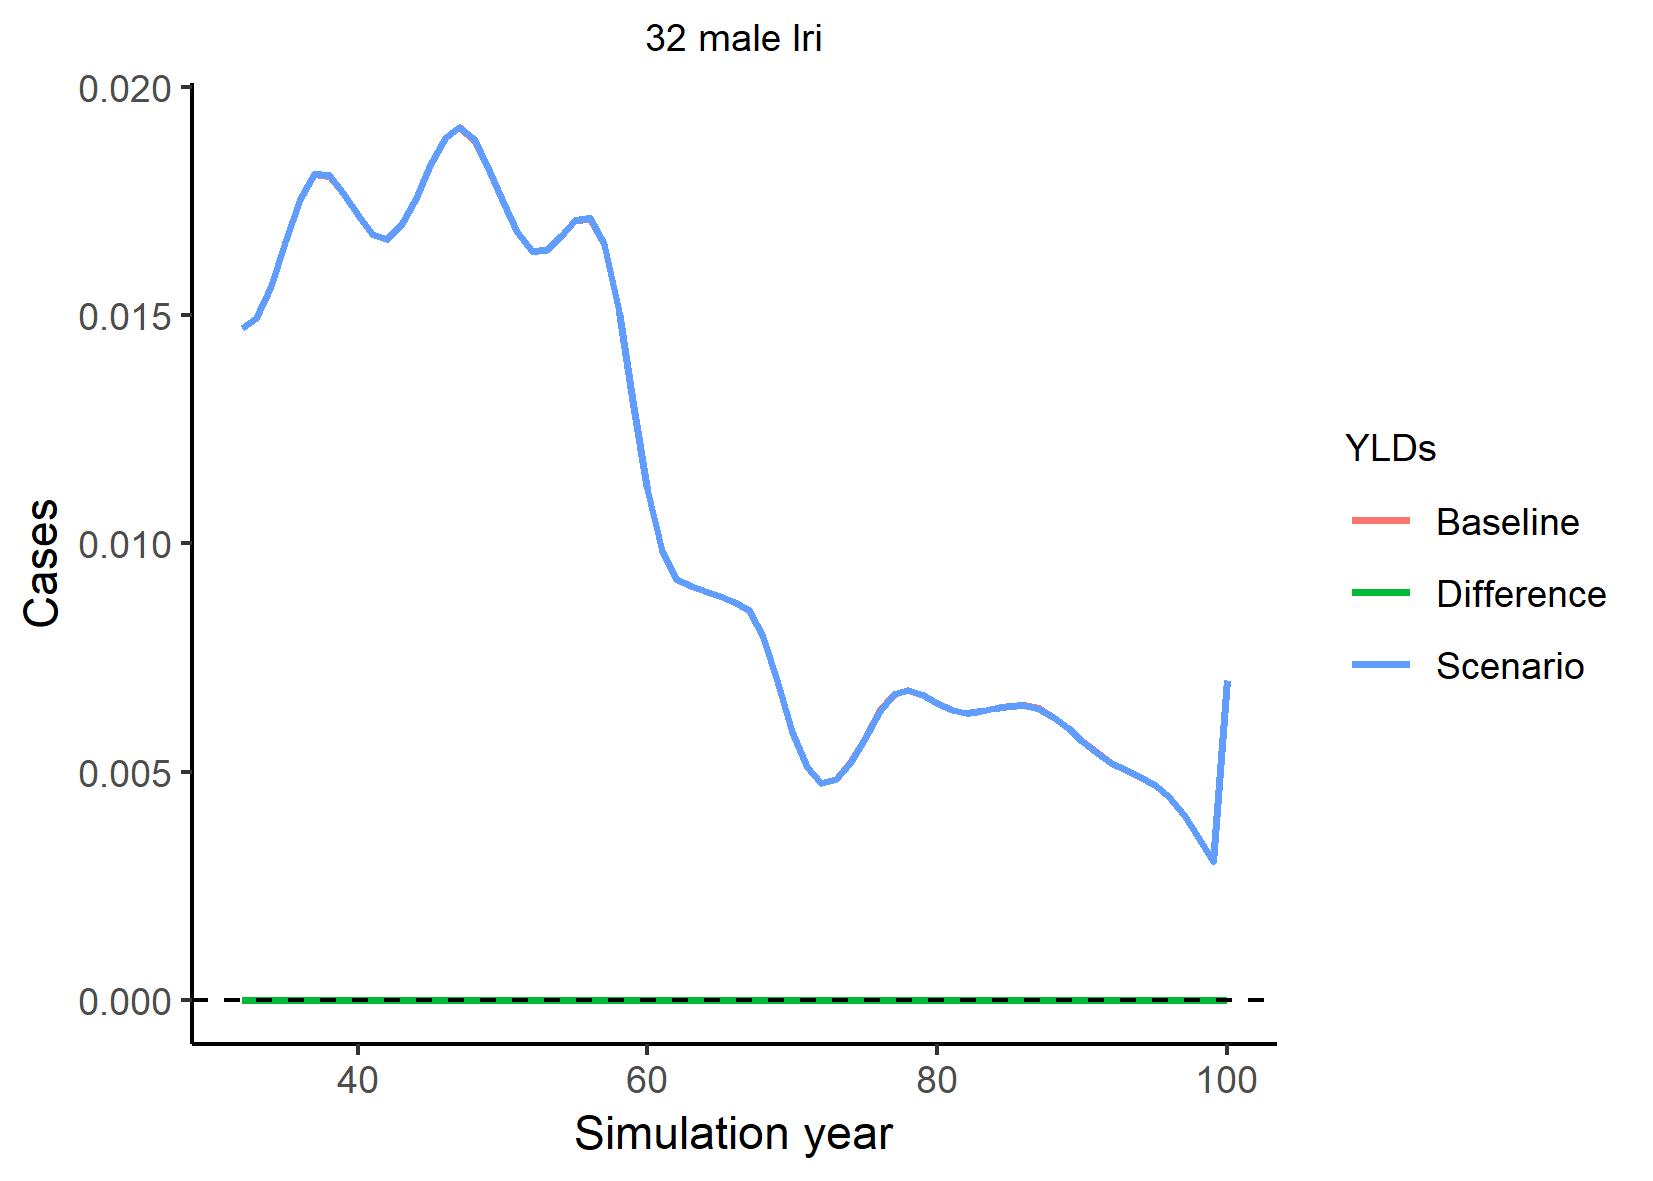 32 male lri
0.020
0.015
0.010
0.005
0.000
Cases
40 60 80 100
Simulation year
YLDs
Baseline
Difference
Scenario